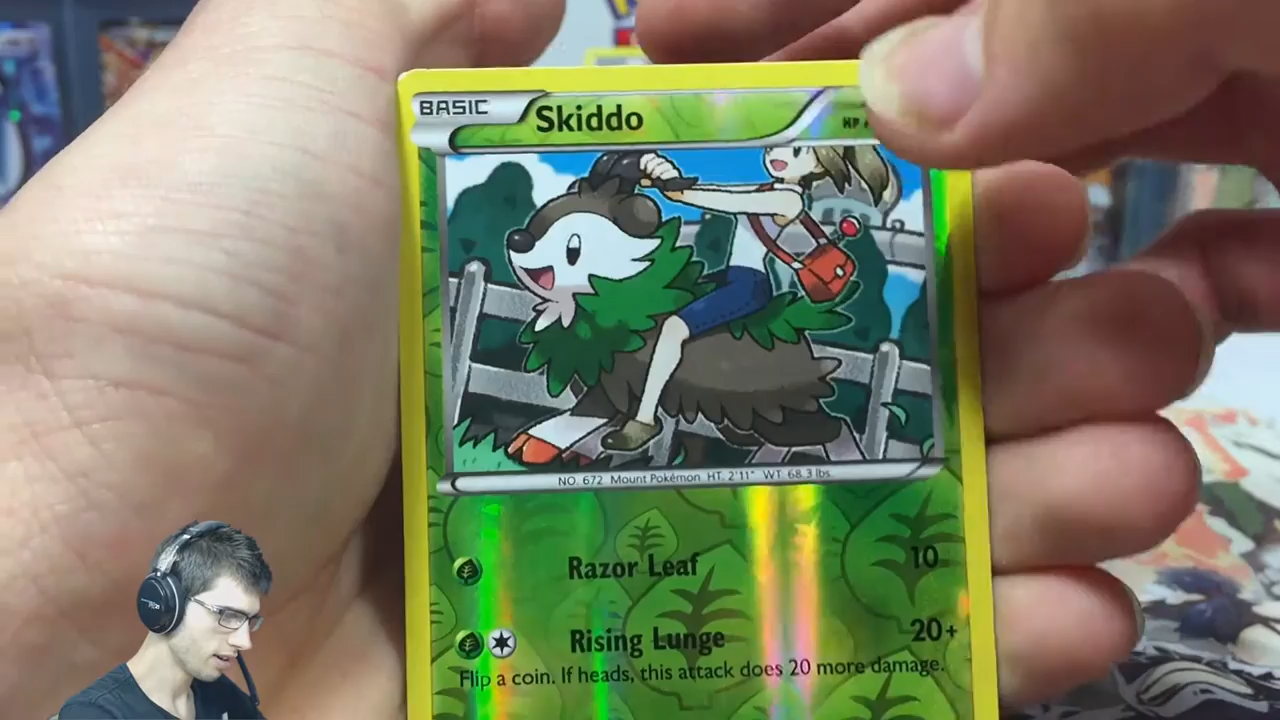 BASIC Skiddo HP
NO. 672 Mount Pokémon HT. 2'11" WT. 68.3 lbs.
Razor Leaf 10
Rising Lunge 20+
Flip a coin. If heads, this attack does 20 more damage.